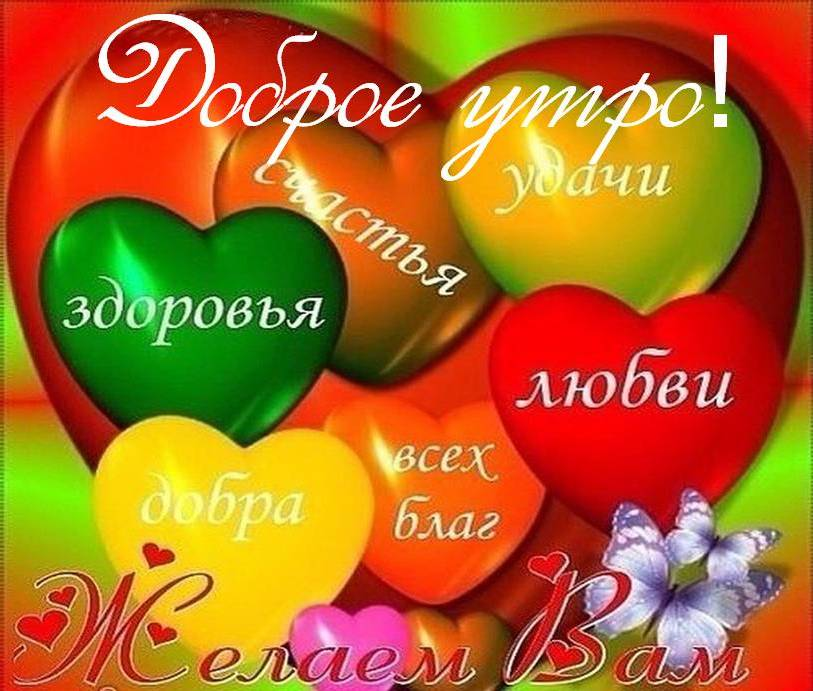 Доброе утро!
счастья
удачи
здоровья
любви
добра
всех
благ
Желаем Вам